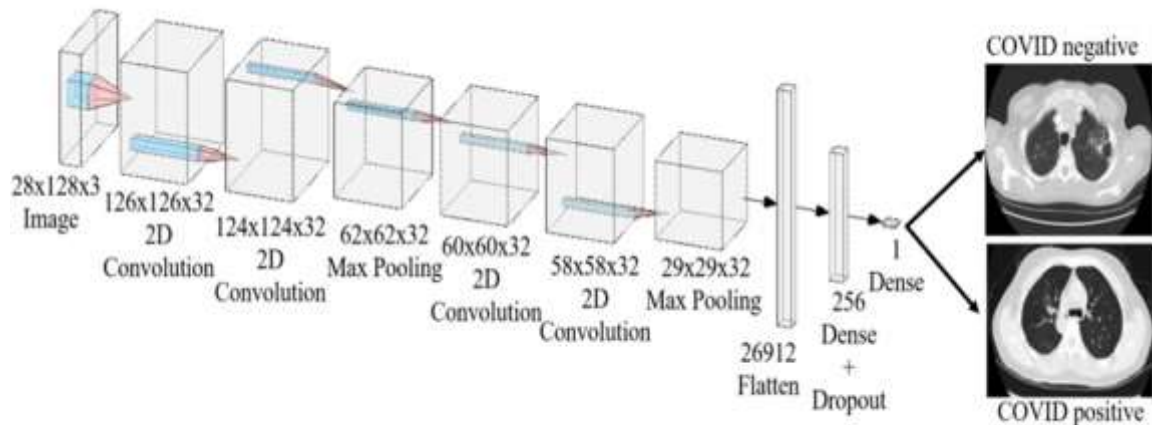 28x128x3
Image
126x126x32
2D
Convolution
124x124x32
2D
Convolution
62x62x32
Max Pooling
60x60x32
2D
Convolution
58x58x32
2D
Convolution
29x29x32
Max Pooling
26912
Flatten
256
Dense
+
Dropout
1
Dense
COVID negative
COVID positive